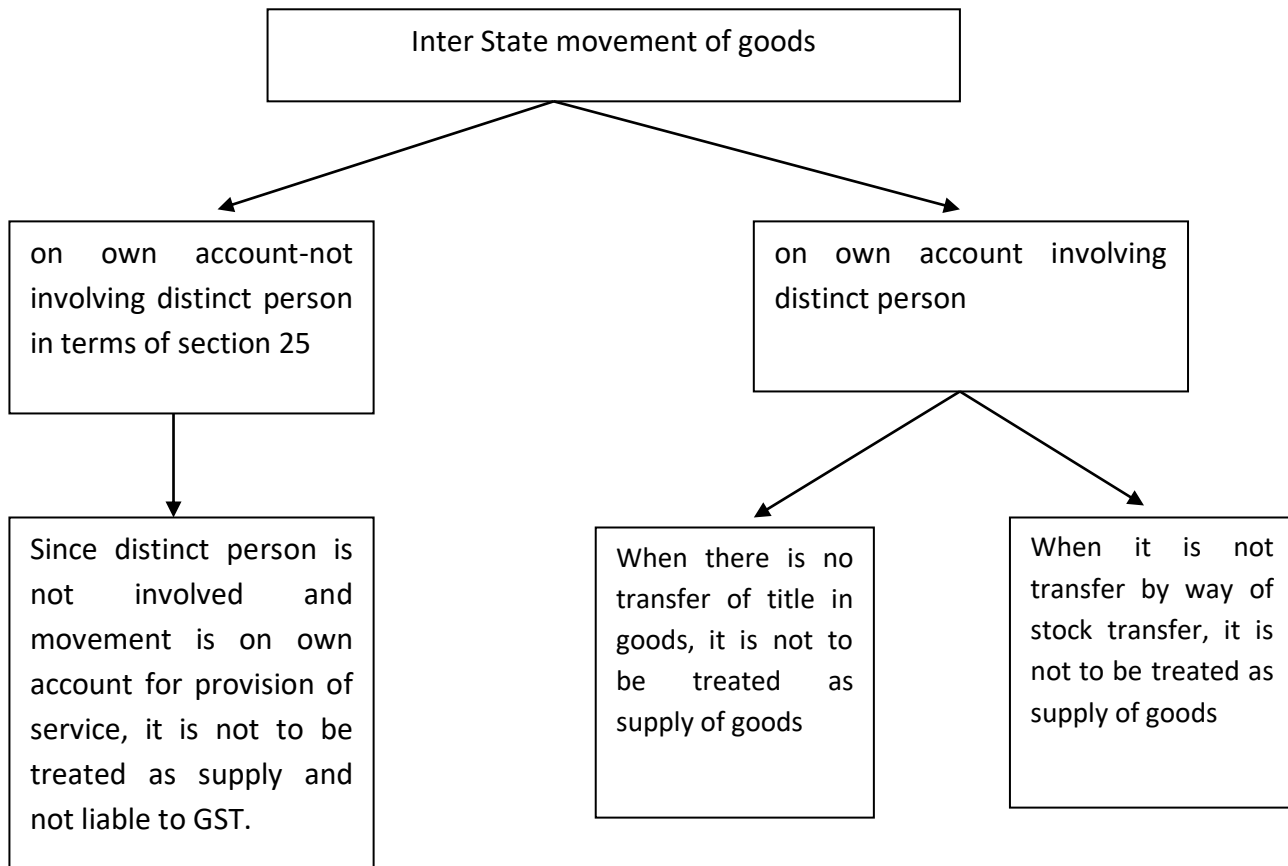 Inter State movement of goods
on own account-not
involving distinct person
in terms of section 25
on own account involving
distinct person
Since distinct person is
not involved and
movement is on own
account for provision of
service, it is not to be
treated as supply and
not liable to GST.
When there is no
transfer of title in
goods, it is not to
be treated as
supply of goods
When it is not
transfer by way of
stock transfer, it is
not to be treated as
supply of goods